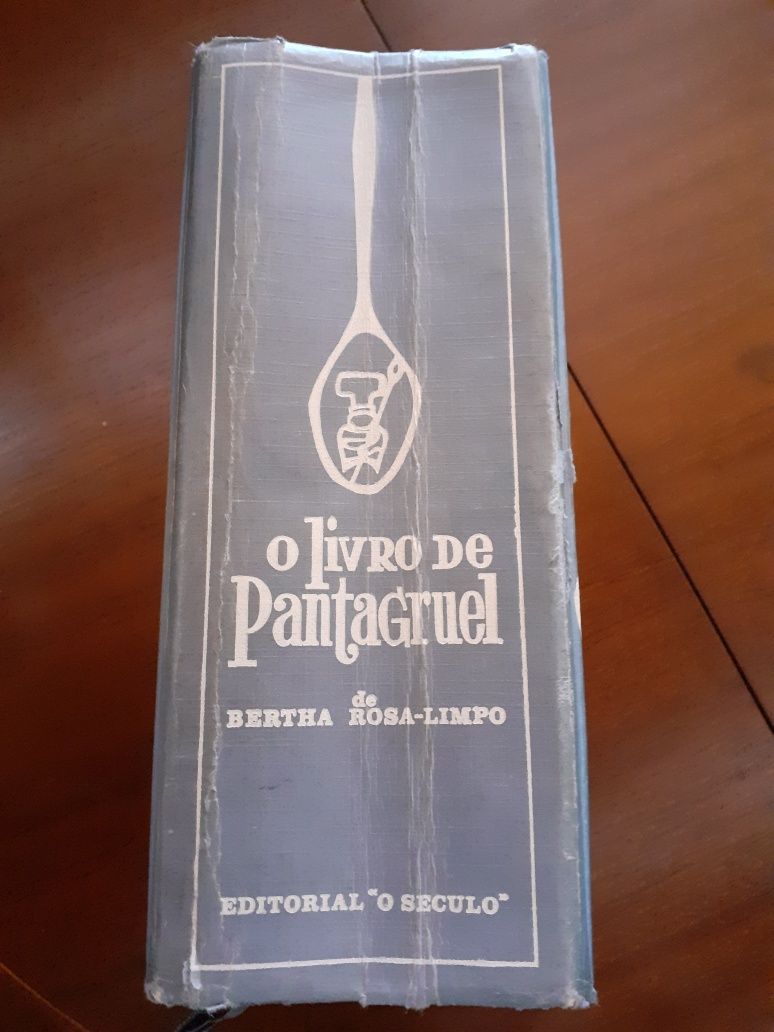 O LIVRO DE
PANTAGRUEL
de
BERTHA ROSA-LIMPO
EDITORIAL "O SECULO"